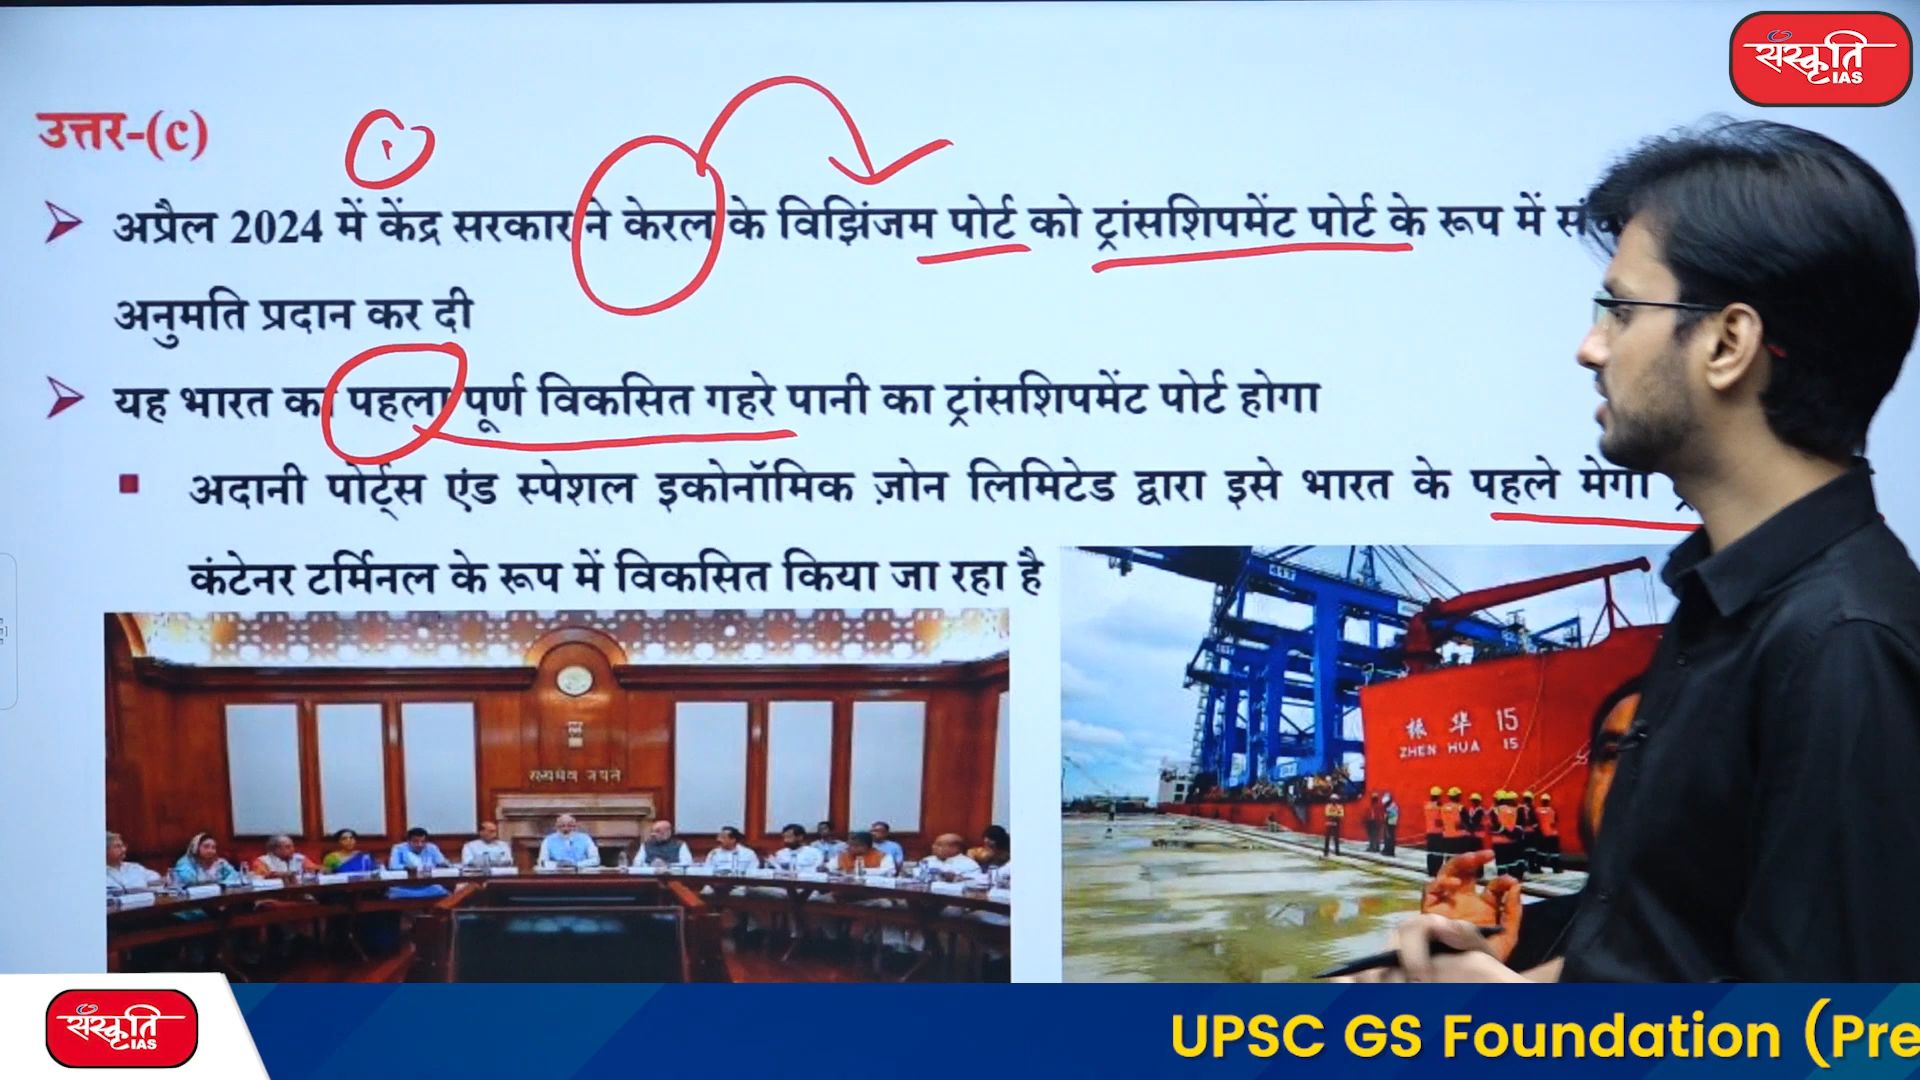 संस्कृति
IAS
उत्तर-(c)
अप्रैल 2024 में केंद्र सरकार ने केरल के विझिंजम पोर्ट को ट्रांसशिपमेंट पोर्ट के रूप में
अनुमति प्रदान कर दी
यह भारत का पहला पूर्ण विकसित गहरे पानी का ट्रांसशिपमेंट पोर्ट होगा
अदानी पोर्ट्स एंड स्पेशल इकोनॉमिक ज़ोन लिमिटेड द्वारा इसे भारत के पहले मेगा
कंटेनर टर्मिनल के रूप में विकसित किया जा रहा है
सत्यमेव जयते
振华 15
ZHEN HUA 15
संस्कृति
IAS
UPSC GS Foundation (Pre